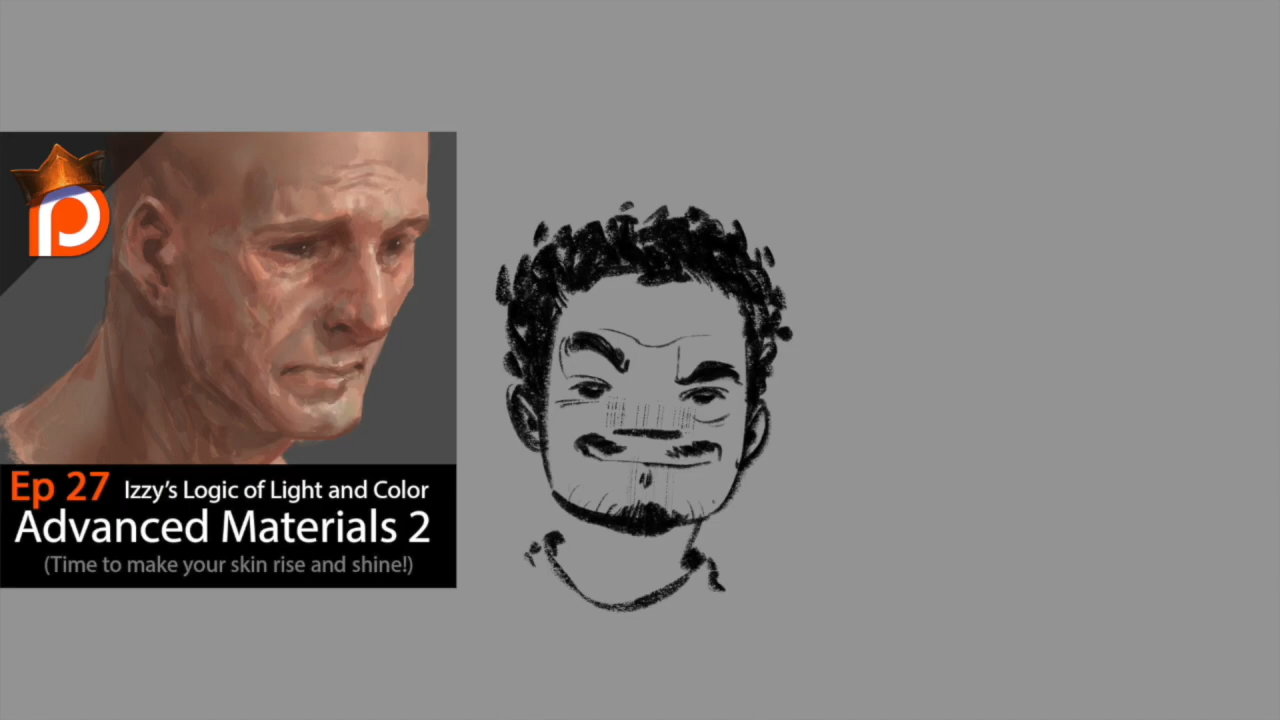 Ep 27 Izzy's Logic of Light and Color
Advanced Materials 2
(Time to make your skin rise and shine!)